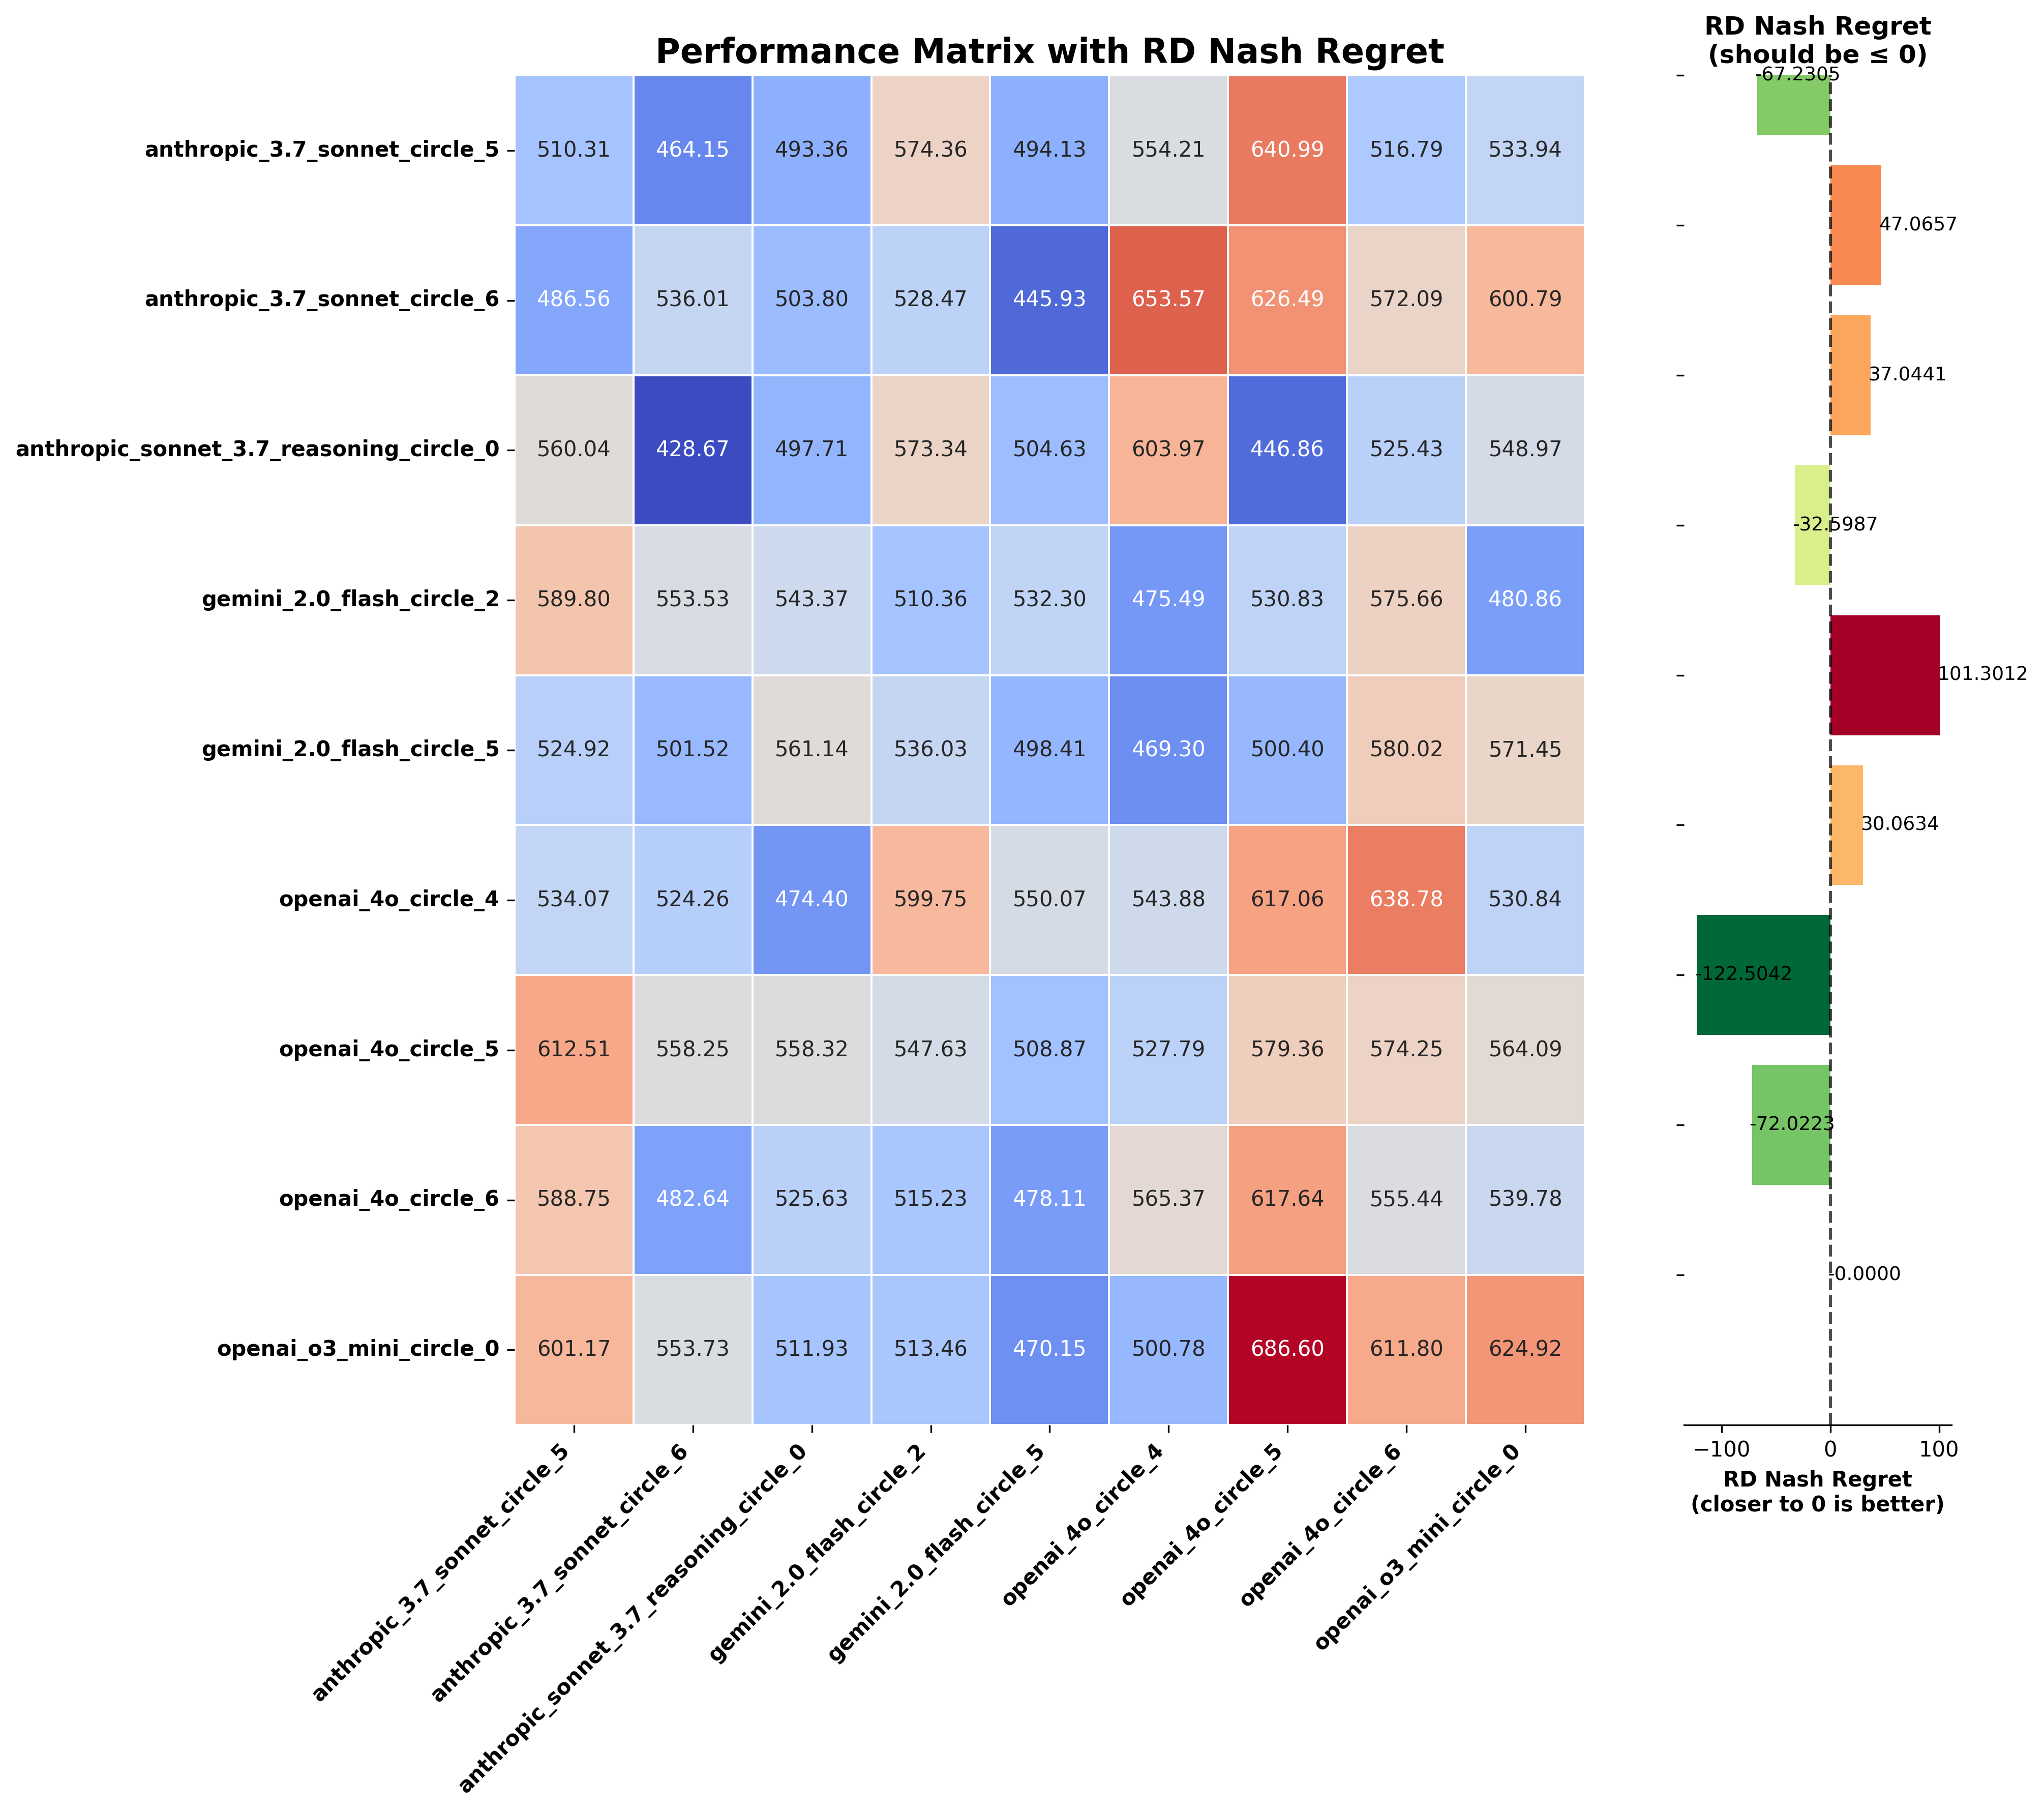 Performance Matrix with RD Nash Regret
RD Nash Regret
(should be ≤ 0)
anthropic_3.7_sonnet_circle_5 510.31 464.15 493.36 574.36 494.13 554.21 640.99 516.79 533.94
anthropic_3.7_sonnet_circle_6 486.56 536.01 503.80 528.47 445.93 653.57 626.49 572.09 600.79
anthropic_sonnet_3.7_reasoning_circle_0 560.04 428.67 497.71 573.34 504.63 603.97 446.86 525.43 548.97
gemini_2.0_flash_circle_2 589.80 553.53 543.37 510.36 532.30 475.49 530.83 575.66 480.86
gemini_2.0_flash_circle_5 524.92 501.52 561.14 536.03 498.41 469.30 500.40 580.02 571.45
openai_4o_circle_4 534.07 524.26 474.40 599.75 550.07 543.88 617.06 638.78 530.84
openai_4o_circle_5 612.51 558.25 558.32 547.63 508.87 527.79 579.36 574.25 564.09
openai_4o_circle_6 588.75 482.64 525.63 515.23 478.11 565.37 617.64 555.44 539.78
openai_o3_mini_circle_0 601.17 553.73 511.93 513.46 470.15 500.78 686.60 611.80 624.92
anthropic_3.7_sonnet_circle_5
anthropic_3.7_sonnet_circle_6
anthropic_sonnet_3.7_reasoning_circle_0
gemini_2.0_flash_circle_2
gemini_2.0_flash_circle_5
openai_4o_circle_4
openai_4o_circle_5
openai_4o_circle_6
openai_o3_mini_circle_0
-67.2305
47.0657
37.0441
-32.5987
101.3012
30.0634
-122.5042
-72.0223
-0.0000
−100 0 100
RD Nash Regret
(closer to 0 is better)